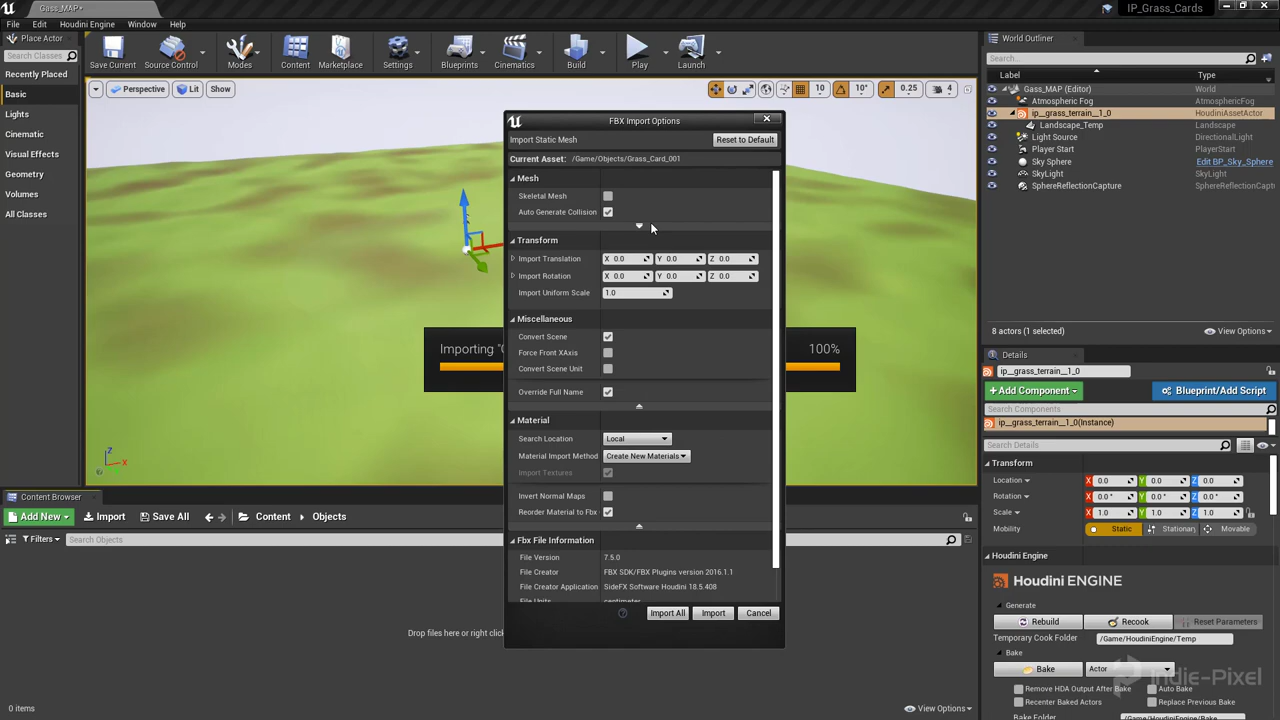 Gass_MAP*
IP_Grass_Cards
File Edit Houdini Engine Window Help
Place Actor
Search Classes
Recently Placed
Basic
Lights
Cinematic
Visual Effects
Geometry
Volumes
All Classes
Save Current Source Control Modes Content Marketplace Settings Blueprints Cinematics Build Play Launch
Perspective Lit Show
10 10° 0.25 4
FBX Import Options
Import Static Mesh Reset to Default
Current Asset: /Game/Objects/Grass_Card_001
Mesh
Skeletal Mesh
Auto Generate Collision
Transform
Import Translation X 0.0 Y 0.0 Z 0.0
Import Rotation X 0.0 Y 0.0 Z 0.0
Import Uniform Scale 1.0
Miscellaneous
Convert Scene
Force Front XAxis
Convert Scene Unit
Override Full Name
Material
Search Location Local
Material Import Method Create New Materials
Import Textures
Invert Normal Maps
Reorder Material to Fbx
Fbx File Information
File Version 7.5.0
File Creator FBX SDK/FBX Plugins version 2016.1.1
File Creator Application SideFX Software Houdini 18.5.408
File Units centimeter
Import All Import Cancel
Importing "
100%
Z
X
Content Browser
Add New Import Save All Content Objects
Filters Search Objects
Drop files here or right clic
0 items View Options
World Outliner
Search...
Label Type
Gass_MAP (Editor) World
Atmospheric Fog AtmosphericFog
ip__grass_terrain__1_0 HoudiniAssetActor
Landscape_Temp Landscape
Light Source DirectionalLight
Player Start PlayerStart
Sky Sphere Edit BP_Sky_Sphere
SkyLight SkyLight
SphereReflectionCapture SphereReflectionCapture
8 actors (1 selected) View Options
Details
ip__grass_terrain__1_0
+ Add Component Blueprint/Add Script
Search Components
ip__grass_terrain__1_0(Instance)
Search Details
Transform
Location X 0.0 Y 0.0 Z 0.0
Rotation X 0.0° Y 0.0° Z 0.0°
Scale X 1.0 Y 1.0 Z 1.0
Mobility Static Stationar Movable
Houdini Engine
Houdini ENGINE
Generate
Rebuild Recook Reset Parameters
Temporary Cook Folder /Game/HoudiniEngine/Temp
Bake
Bake Actor
Remove HDA Output After Bake Auto Bake
Recenter Baked Actors Replace Previous Bake
Bake Folder /Game/HoudiniEngine/Bake
Indie-Pixel